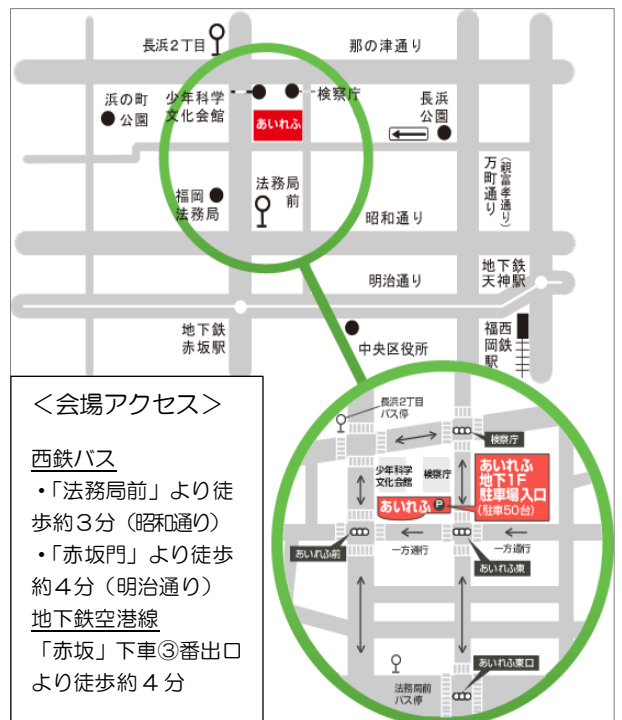 長浜2丁目
那の津通り
浜の町
公園
少年科学
文化会館
検察庁
長浜
公園
あいれふ
福岡
法務局
法務局
前
万町通り
(親富孝通り)
昭和通り
明治通り
地下鉄
天神駅
地下鉄
赤坂駅
中央区役所
西鉄
福岡駅
＜会場アクセス＞
西鉄バス
・「法務局前」より徒
歩約3分（昭和通り）
・「赤坂門」より徒歩
約4分（明治通り）
地下鉄空港線
「赤坂」下車③番出口
より徒歩約 4 分
長浜2丁目
バス停
検察庁
少年科学
文化会館
検察庁
あいれふ
地下1F
駐車場入口
(駐車50台)
あいれふ P
あいれふ前
一方通行
一方通行
あいれふ東
あいれふ東口
法務局前
バス停